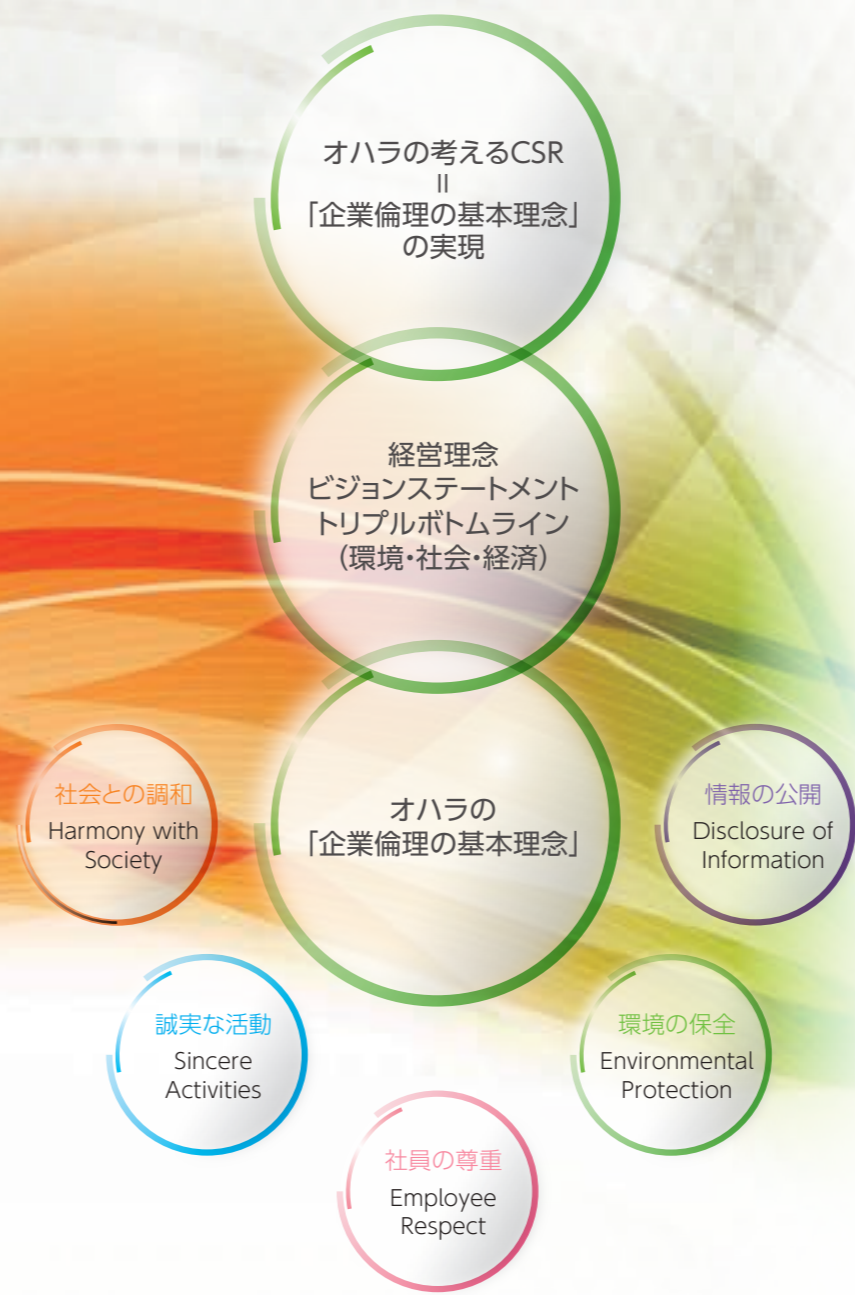 オハラの考えるCSR
＝
「企業倫理の基本理念」
の実現
経営理念
ビジョンステートメント
トリプルボトムライン
（環境・社会・経済）
オハラの
「企業倫理の基本理念」
社会との調和
Harmony with
Society
誠実な活動
Sincere
Activities
社員の尊重
Employee
Respect
環境の保全
Environmental
Protection
情報の公開
Disclosure of
Information